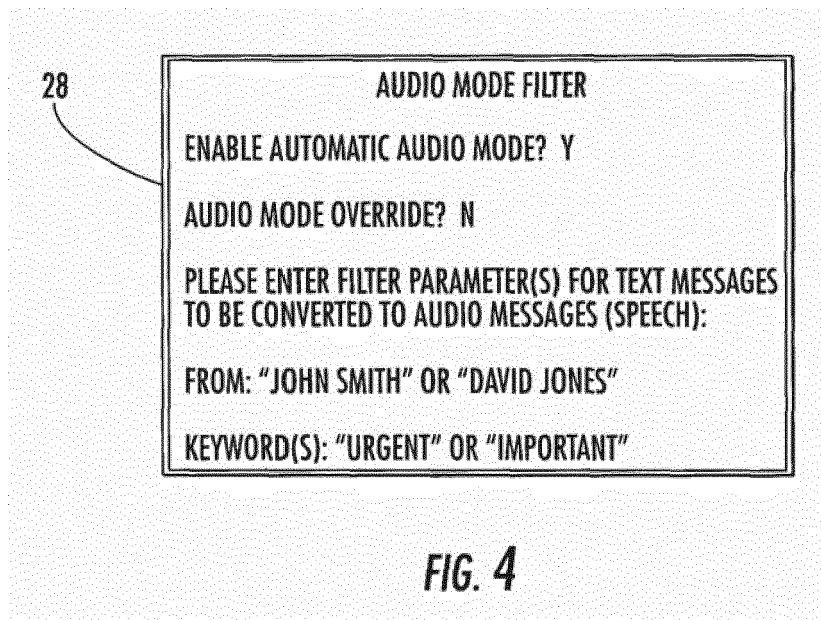 28
AUDIO MODE FILTER
ENABLE AUTOMATIC AUDIO MODE? Y
AUDIO MODE OVERRIDE? N
PLEASE ENTER FILTER PARAMETER(S) FOR TEXT MESSAGES
TO BE CONVERTED TO AUDIO MESSAGES (SPEECH):
FROM: “JOHN SMITH” OR “DAVID JONES”
KEYWORD(S): “URGENT” OR “IMPORTANT”
FIG. 4